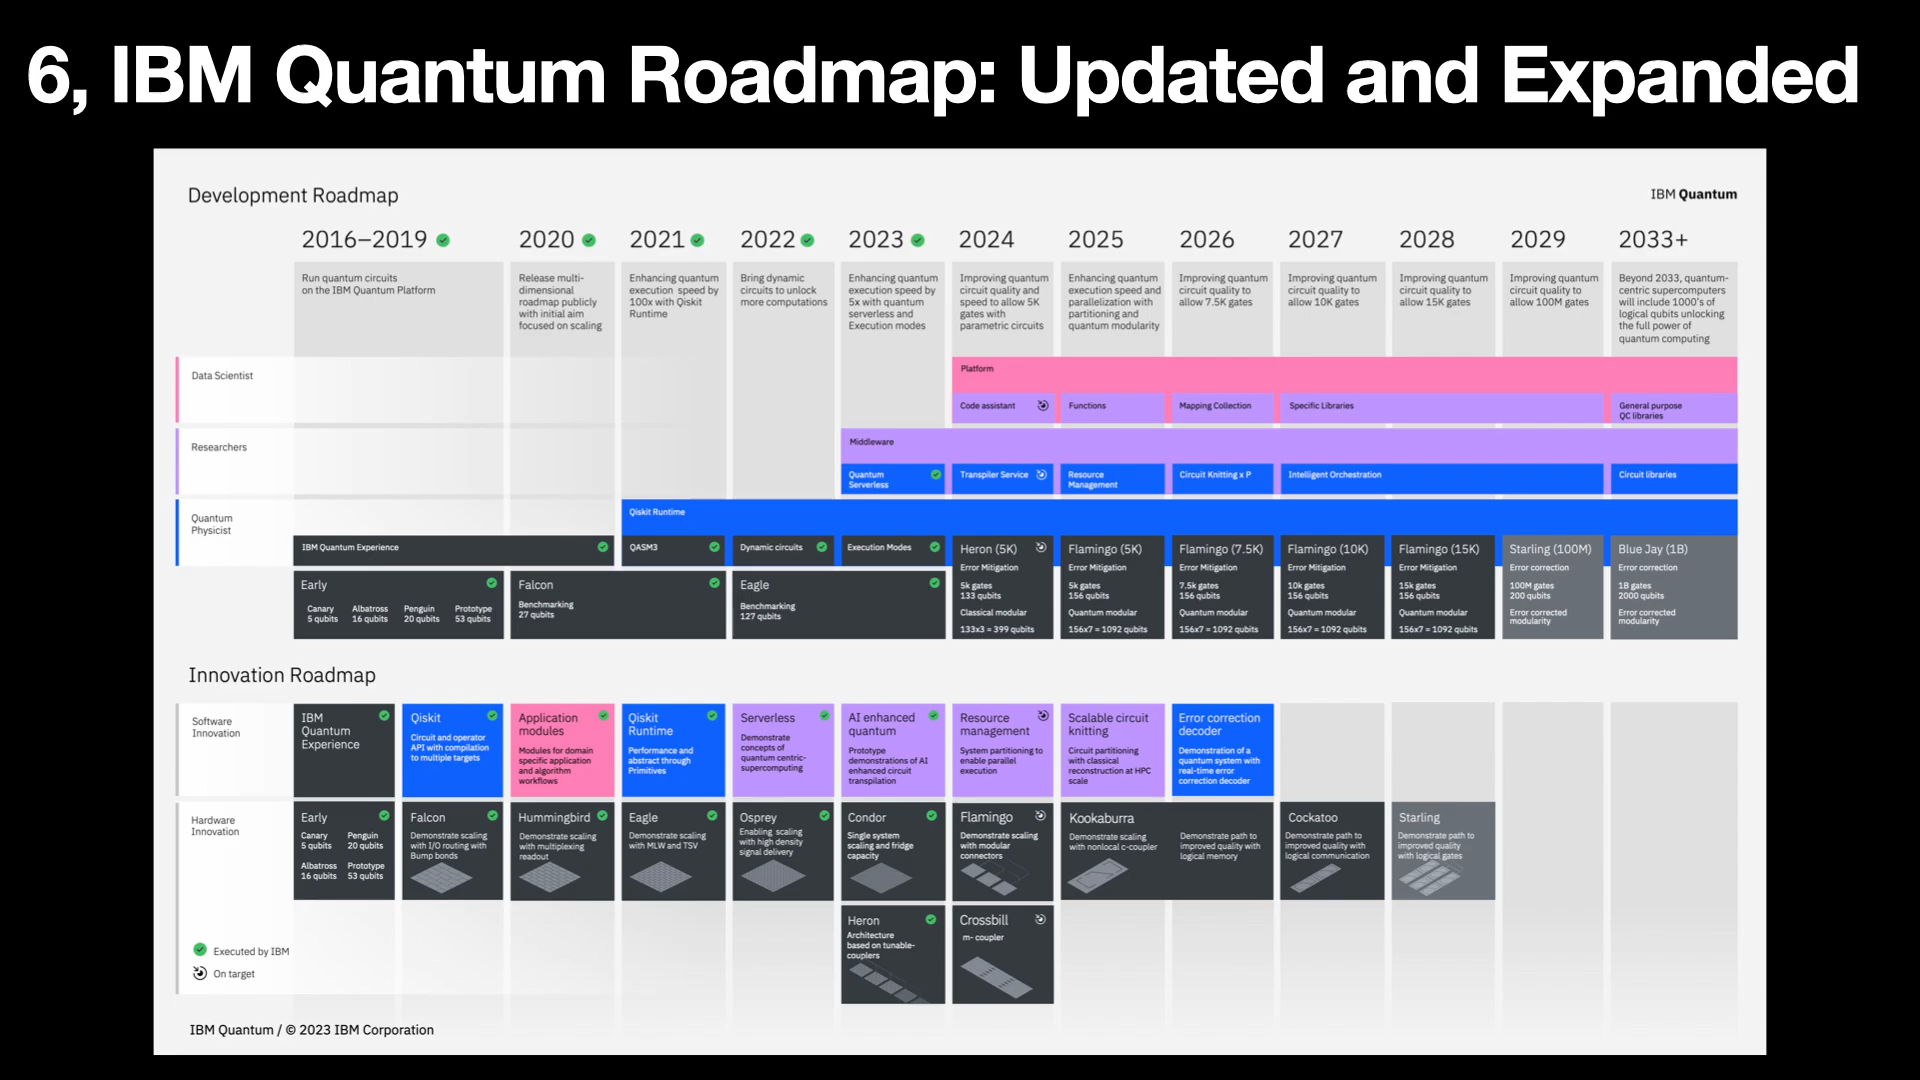 6, IBM Quantum Roadmap: Updated and Expanded
Development Roadmap
IBM Quantum
2016–2019
2020
2021
2022
2023
2024
2025
2026
2027
2028
2029
2033+
Run quantum circuits
on the IBM Quantum Platform
Release multi-
dimensional
roadmap publicly
with initial aim
focused on scaling
Enhancing quantum
execution speed by
100x with Qiskit
Runtime
Bring dynamic
circuits to unlock
more computations
Enhancing quantum
execution speed by
5x with quantum
serverless and
Execution modes
Improving quantum
circuit quality and
speed to allow 5K
gates with
parametric circuits
Enhancing quantum
execution speed and
parallelization with
partitioning and
quantum modularity
Improving quantum
circuit quality to
allow 7.5K gates
Improving quantum
circuit quality to
allow 10K gates
Improving quantum
circuit quality to
allow 15K gates
Improving quantum
circuit quality to
allow 100M gates
Beyond 2033, quantum-
centric supercomputers
will include 1000's of
logical qubits unlocking
the full power of
quantum computing
Data Scientist
Platform
Code assistant
Functions
Mapping Collection
Specific Libraries
General purpose
QC libraries
Researchers
Middleware
Quantum
Serverless
Transpiler Service
Resource
Management
Circuit Knitting x P
Intelligent Orchestration
Circuit libraries
Quantum
Physicist
Qiskit Runtime
IBM Quantum Experience
QASM3
Dynamic circuits
Execution Modes
Early
Canary
5 qubits
Albatross
16 qubits
Penguin
20 qubits
Prototype
53 qubits
Falcon
Benchmarking
27 qubits
Eagle
Benchmarking
127 qubits
Heron (5K)
Error Mitigation
5k gates
133 qubits
Classical modular
133x3 = 399 qubits
Flamingo (5K)
Error Mitigation
5k gates
156 qubits
Quantum modular
156x7 = 1092 qubits
Flamingo (7.5K)
Error Mitigation
7.5k gates
156 qubits
Quantum modular
156x7 = 1092 qubits
Flamingo (10K)
Error Mitigation
10k gates
156 qubits
Quantum modular
156x7 = 1092 qubits
Flamingo (15K)
Error Mitigation
15k gates
156 qubits
Quantum modular
156x7 = 1092 qubits
Starling (100M)
Error correction
100M gates
200 qubits
Error corrected
modularity
Blue Jay (1B)
Error correction
1B gates
2000 qubits
Error corrected
modularity
Innovation Roadmap
Software
Innovation
IBM
Quantum
Experience
Qiskit
Circuit and operator
API with compilation
to multiple targets
Application
modules
Modules for domain
specific application
and algorithm
workflows
Qiskit
Runtime
Performance and
abstract through
Primitives
Serverless
Demonstrate
concepts of
quantum centric-
supercomputing
AI enhanced
quantum
Prototype
demonstrations of AI
enhanced circuit
transpilation
Resource
management
System partitioning to
enable parallel
execution
Scalable circuit
knitting
Circuit partitioning
with classical
reconstruction at HPC
scale
Error correction
decoder
Demonstration of a
quantum system with
real-time error
correction decoder
Hardware
Innovation
Early
Canary
5 qubits
Penguin
20 qubits
Albatross
16 qubits
Prototype
53 qubits
Falcon
Demonstrate scaling
with I/O routing with
Bump bonds
Hummingbird
Demonstrate scaling
with multiplexing
readout
Eagle
Demonstrate scaling
with MLW and TSV
Osprey
Enabling scaling
with high density
signal delivery
Condor
Single system
scaling and fridge
capacity
Flamingo
Demonstrate scaling
with modular
connectors
Kookaburra
Demonstrate scaling
with nonlocal c-coupler
Demonstrate path to
improved quality with
logical memory
Cockatoo
Demonstrate path to
improved quality with
logical communication
Starling
Demonstrate path to
improved quality
with logical gates
Heron
Architecture
based on tunable-
couplers
Crossbill
m- coupler
Executed by IBM
On target
IBM Quantum / © 2023 IBM Corporation